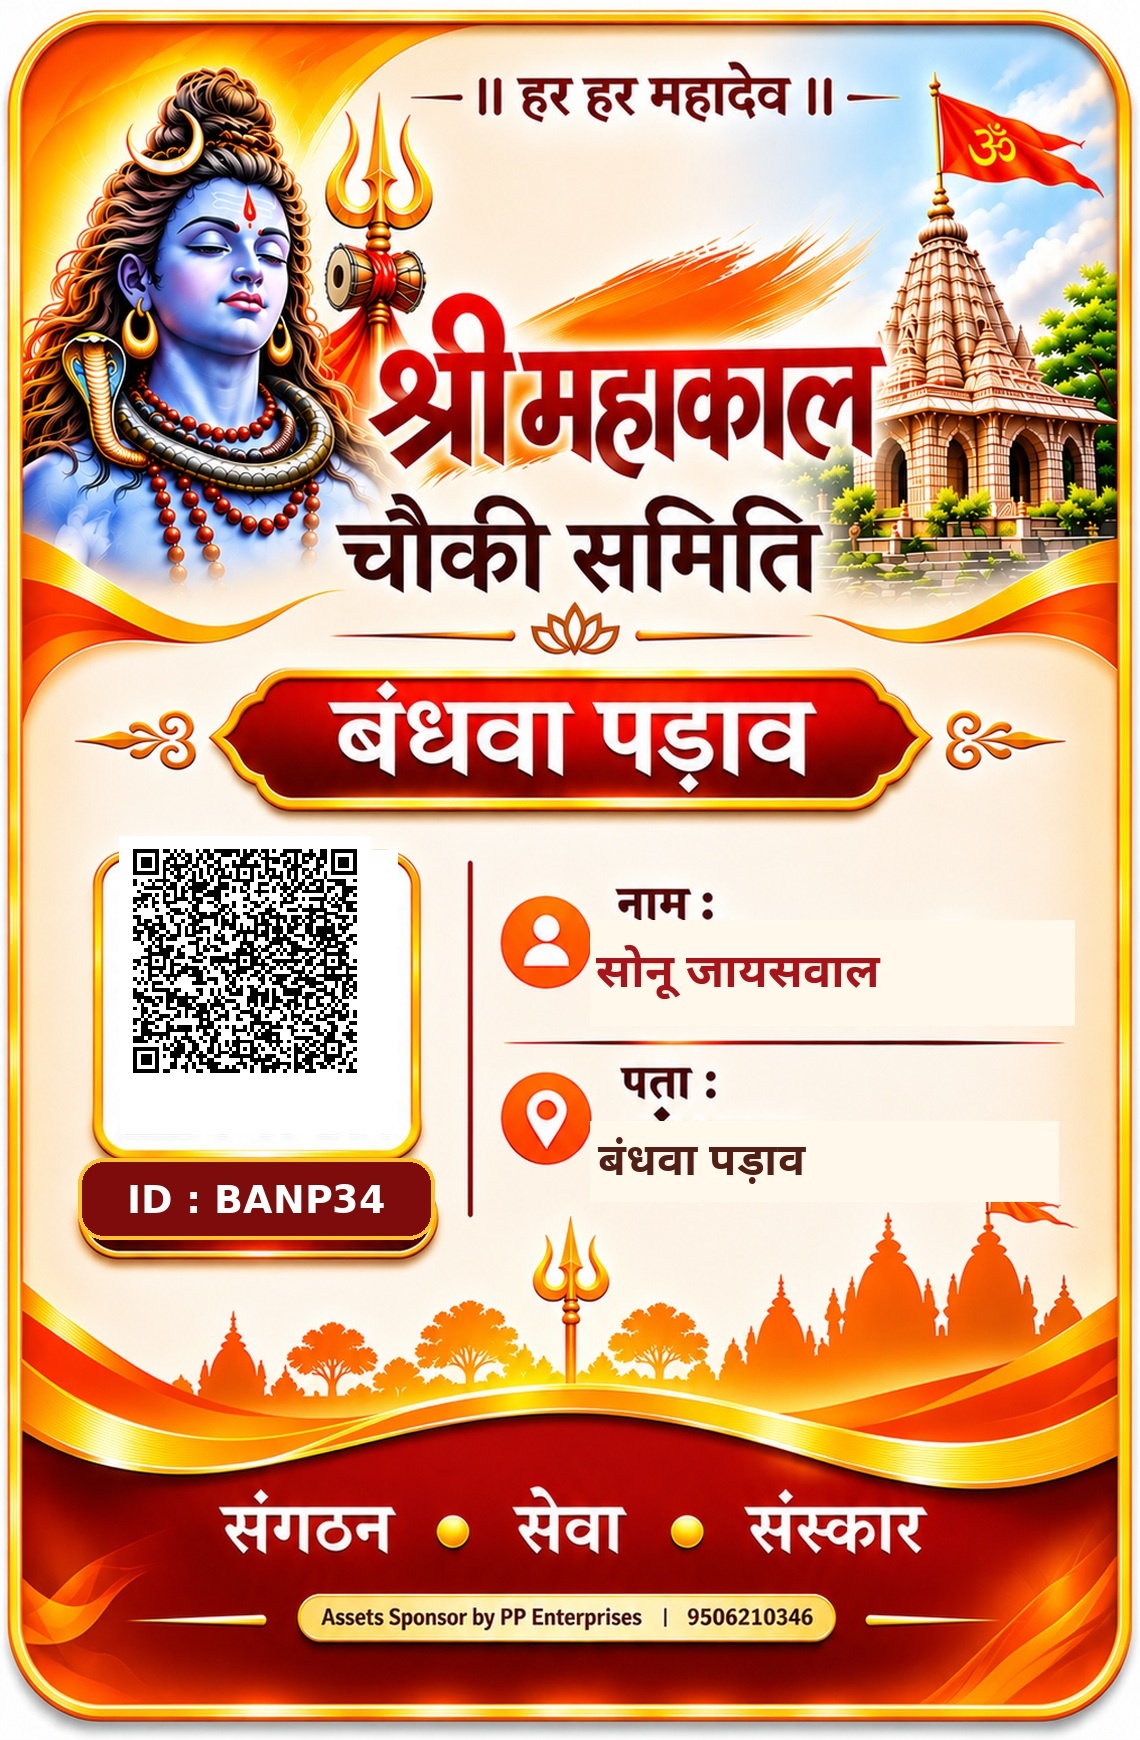 ॥ हर हर महादेव ॥
ॐ
श्री महाकाल
चौकी समिति
बंधवा पड़ाव
नाम :
सोनू जायसवाल
पता :
बंधवा पड़ाव
ID : BANP34
संगठन • सेवा • संस्कार
Assets Sponsor by PP Enterprises | 9506210346